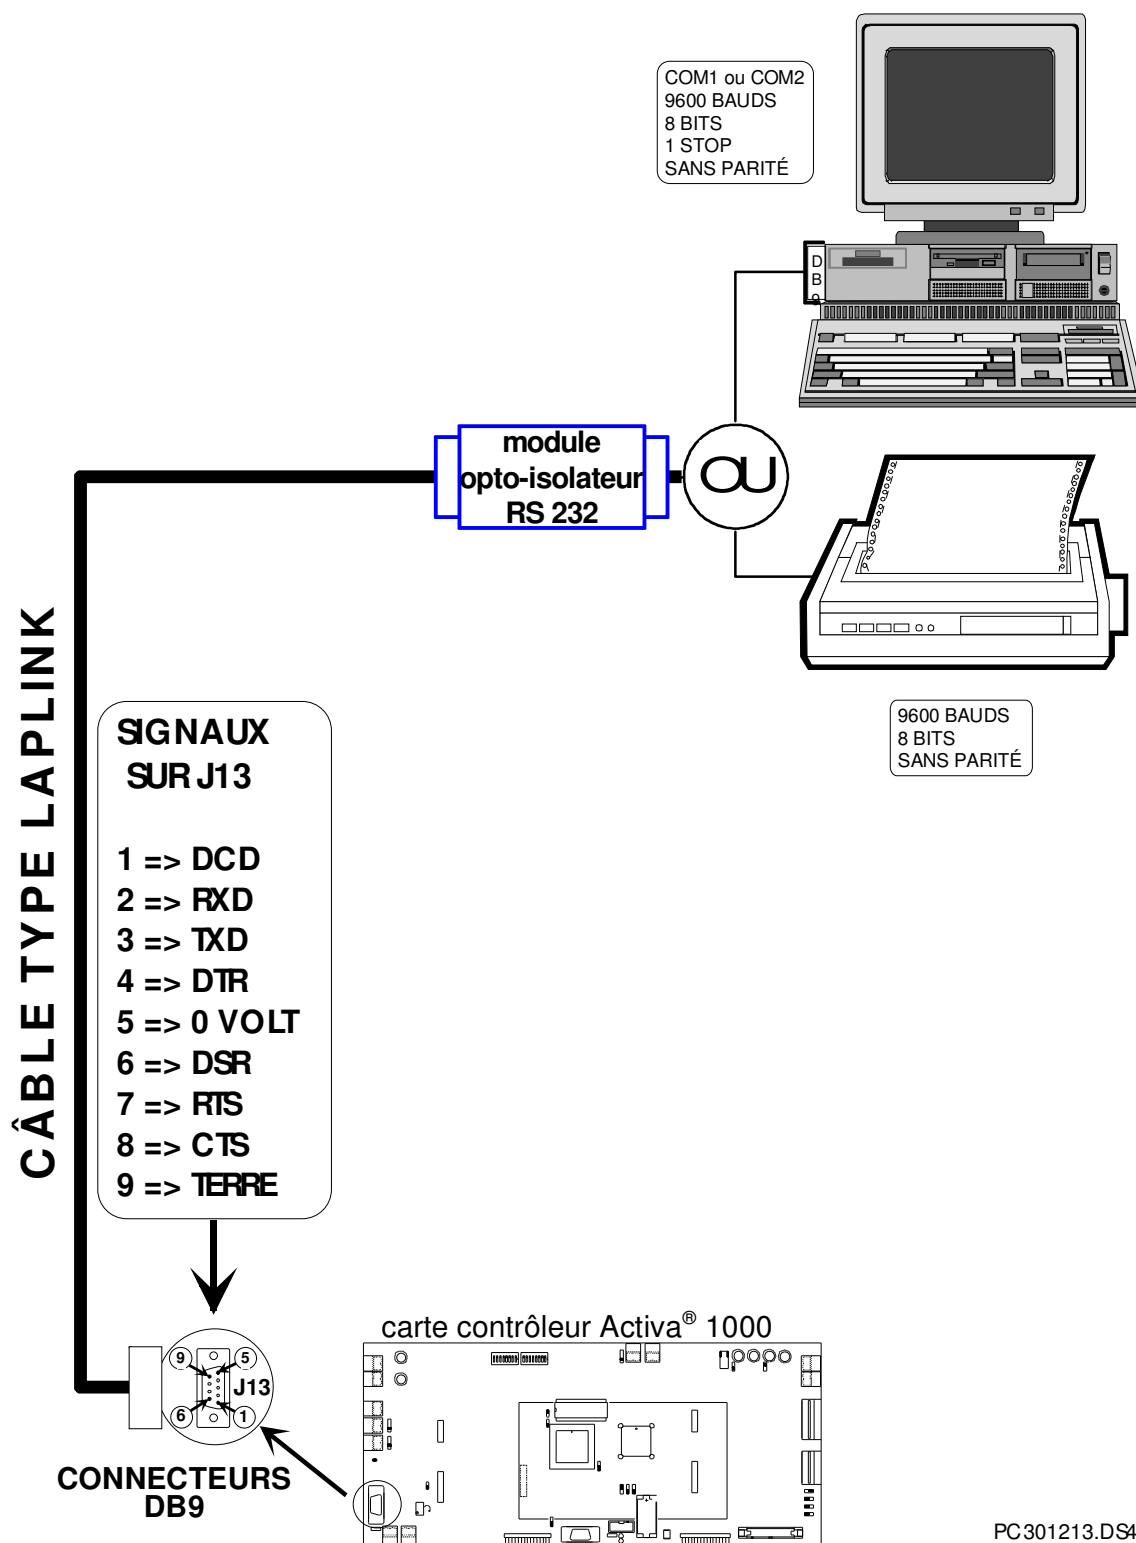 COM1 ou COM2
9600 BAUDS
8 BITS
1 STOP
SANS PARITÉ
D
B
9
module
opto-isolateur
RS 232
OU
9600 BAUDS
8 BITS
SANS PARITÉ
CÂBLE TYPE LAPLINK
SIGNAUX
SUR J13
1 => DCD
2 => RXD
3 => TXD
4 => DTR
5 => 0 VOLT
6 => DSR
7 => RTS
8 => CTS
9 => TERRE
9 5
J13
6 1
CONNECTEURS
DB9
carte contrôleur Activa® 1000
PC301213.DS4